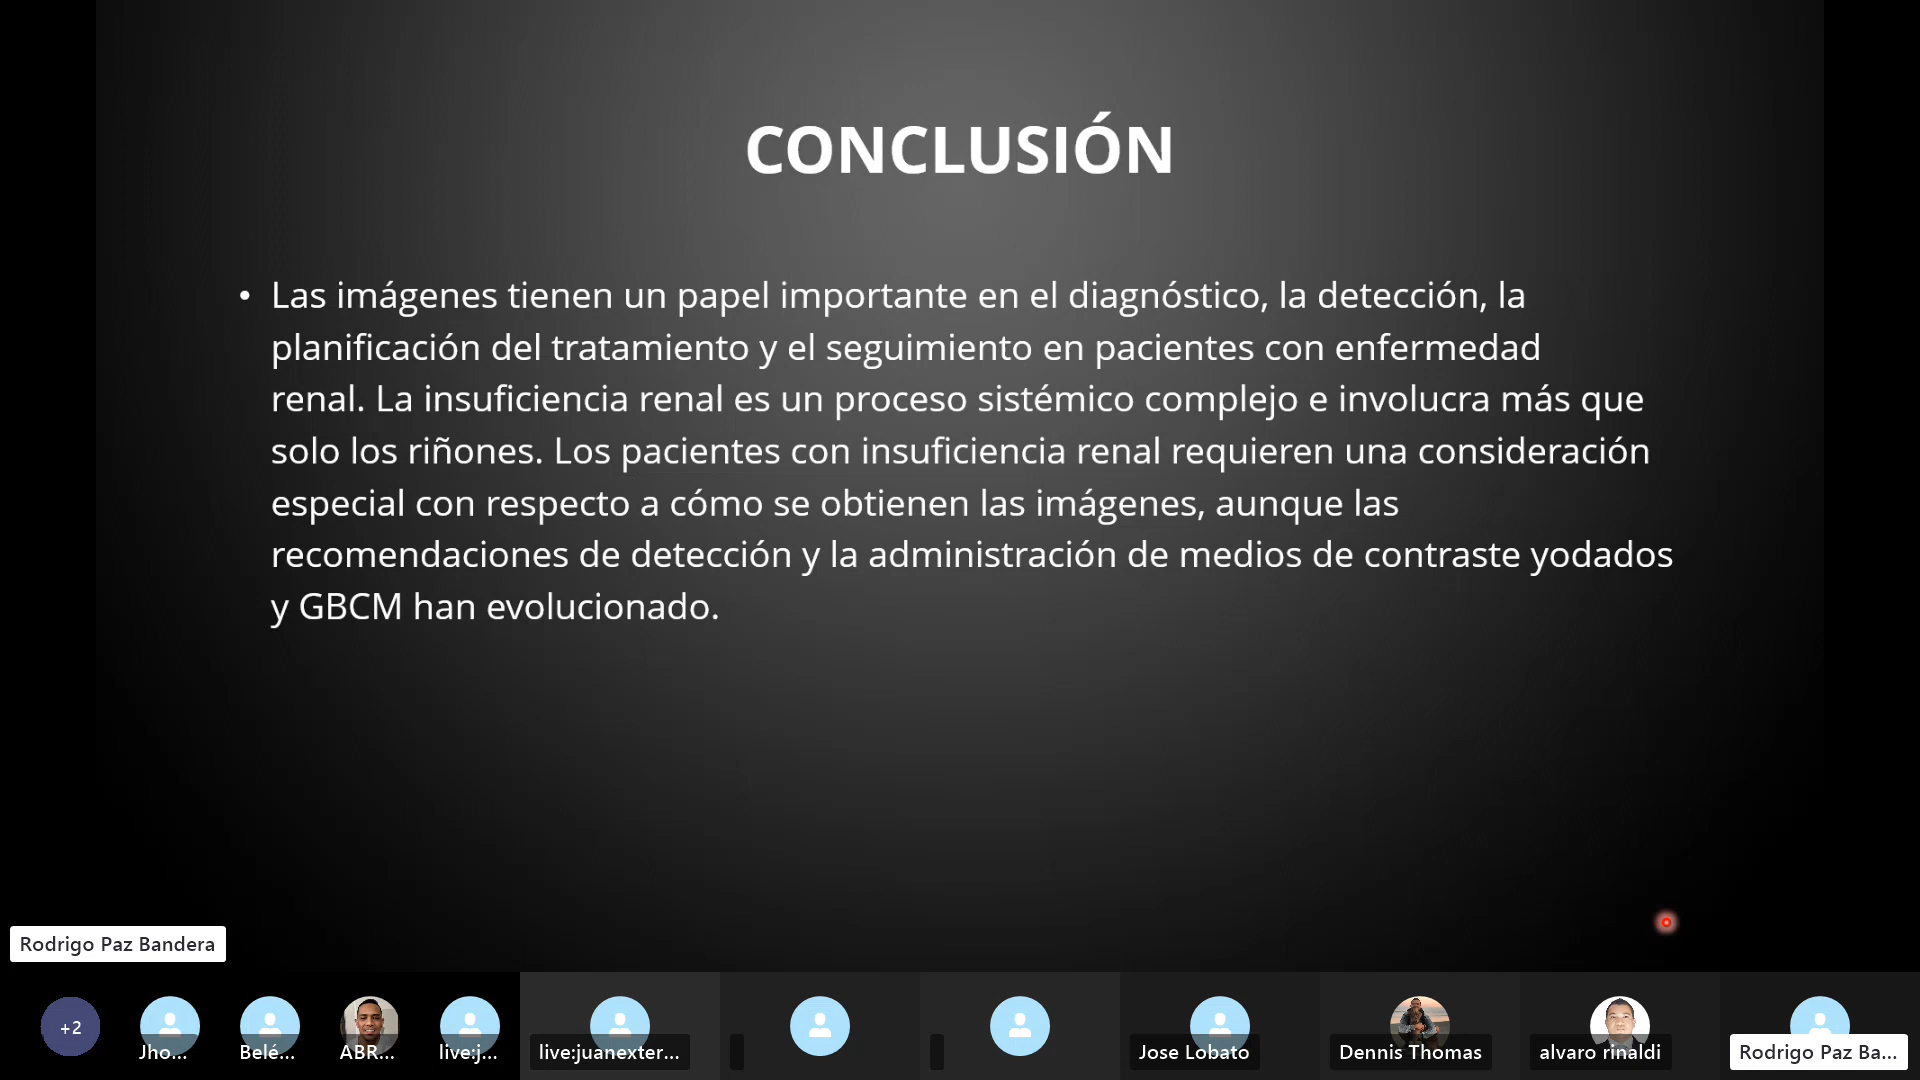 CONCLUSIÓN
• Las imágenes tienen un papel importante en el diagnóstico, la detección, la
planificación del tratamiento y el seguimiento en pacientes con enfermedad
renal. La insuficiencia renal es un proceso sistémico complejo e involucra más que
solo los riñones. Los pacientes con insuficiencia renal requieren una consideración
especial con respecto a cómo se obtienen las imágenes, aunque las
recomendaciones de detección y la administración de medios de contraste yodados
y GBCM han evolucionado.
Rodrigo Paz Bandera
+2
Jho...
Belé...
ABR...
live:j...
live:juanexter...
Jose Lobato
Dennis Thomas
alvaro rinaldi
Rodrigo Paz Ba...